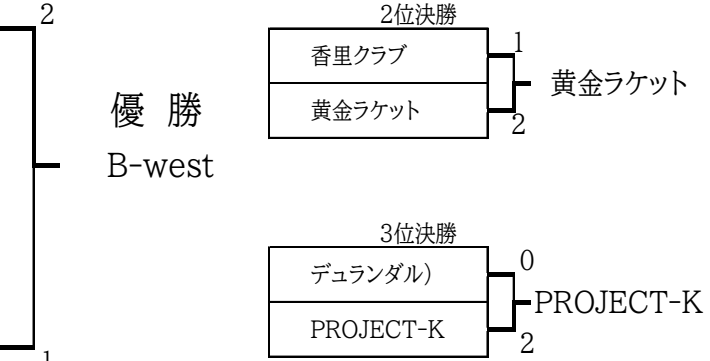 2
優 勝
B-west
1
2位決勝
香里クラブ
黄金ラケット
1
2
黄金ラケット
3位決勝
デュランダル)
PROJECT-K
0
2
PROJECT-K